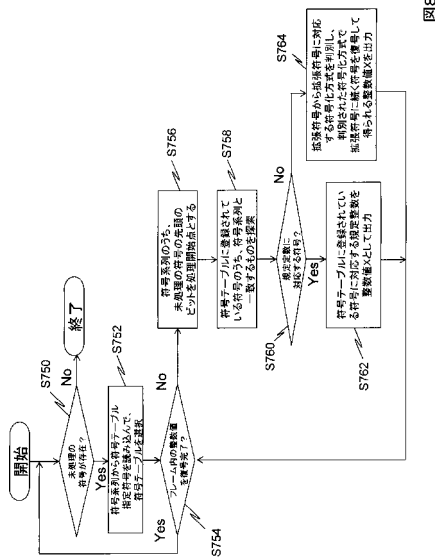 図8
開始
S750
未処理の
符号が存在?
No
終了
Yes
S752
符号系列から符号テーブル
指定符号を読み込んで、
符号テーブルを選択
フレーム内の整数値
を復号完了?
Yes
No
S754
S756
符号系列のうち、
未処理の符号の先頭の
ビットを処理開始点とする
S758
符号テーブルに登録されて
いる符号のうち、符号系列と
一致するものを探索
規定定数に
対応する符号?
S760
Yes
No
S762
符号テーブルに登録されてい
る符号に対応する規定整数を
整数値Xとして出力
S764
拡張符号から拡張符号に対応
する符号化方式を判別し、
判別された符号化方式で
拡張符号に続く符号を復号して
得られる整数値Xを出力